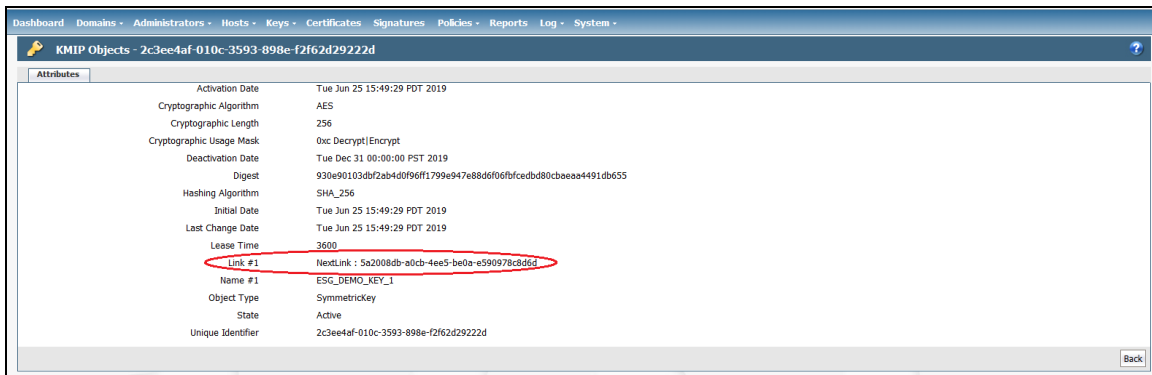 Dashboard Domains Administrators Hosts Keys Certificates Signatures Policies Reports Log System
KMIP Objects - 2c3ee4af-010c-3593-898e-f2f62d29222d ?
Attributes
Activation Date Tue Jun 25 15:49:29 PDT 2019
Cryptographic Algorithm AES
Cryptographic Length 256
Cryptographic Usage Mask 0xc Decrypt|Encrypt
Deactivation Date Tue Dec 31 00:00:00 PST 2019
Digest 930e90103dbf2ab4d0f96ff1799e947e88d6f06fbfcedbd80cbaeaa4491db655
Hashing Algorithm SHA_256
Initial Date Tue Jun 25 15:49:29 PDT 2019
Last Change Date Tue Jun 25 15:49:29 PDT 2019
Lease Time 3600
Link #1 NextLink : 5a2008db-a0cb-4ee5-be0a-e590978c8d6d
Name #1 ESG_DEMO_KEY_1
Object Type SymmetricKey
State Active
Unique Identifier 2c3ee4af-010c-3593-898e-f2f62d29222d
Back